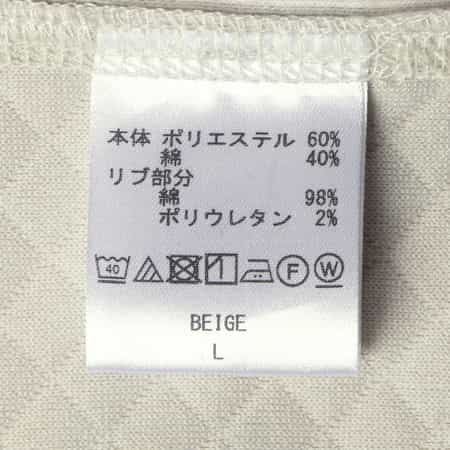 本体 ポリエステル 60%
綿 40%
リブ部分
綿 98%
ポリウレタン 2%
40 F W
BEIGE
L